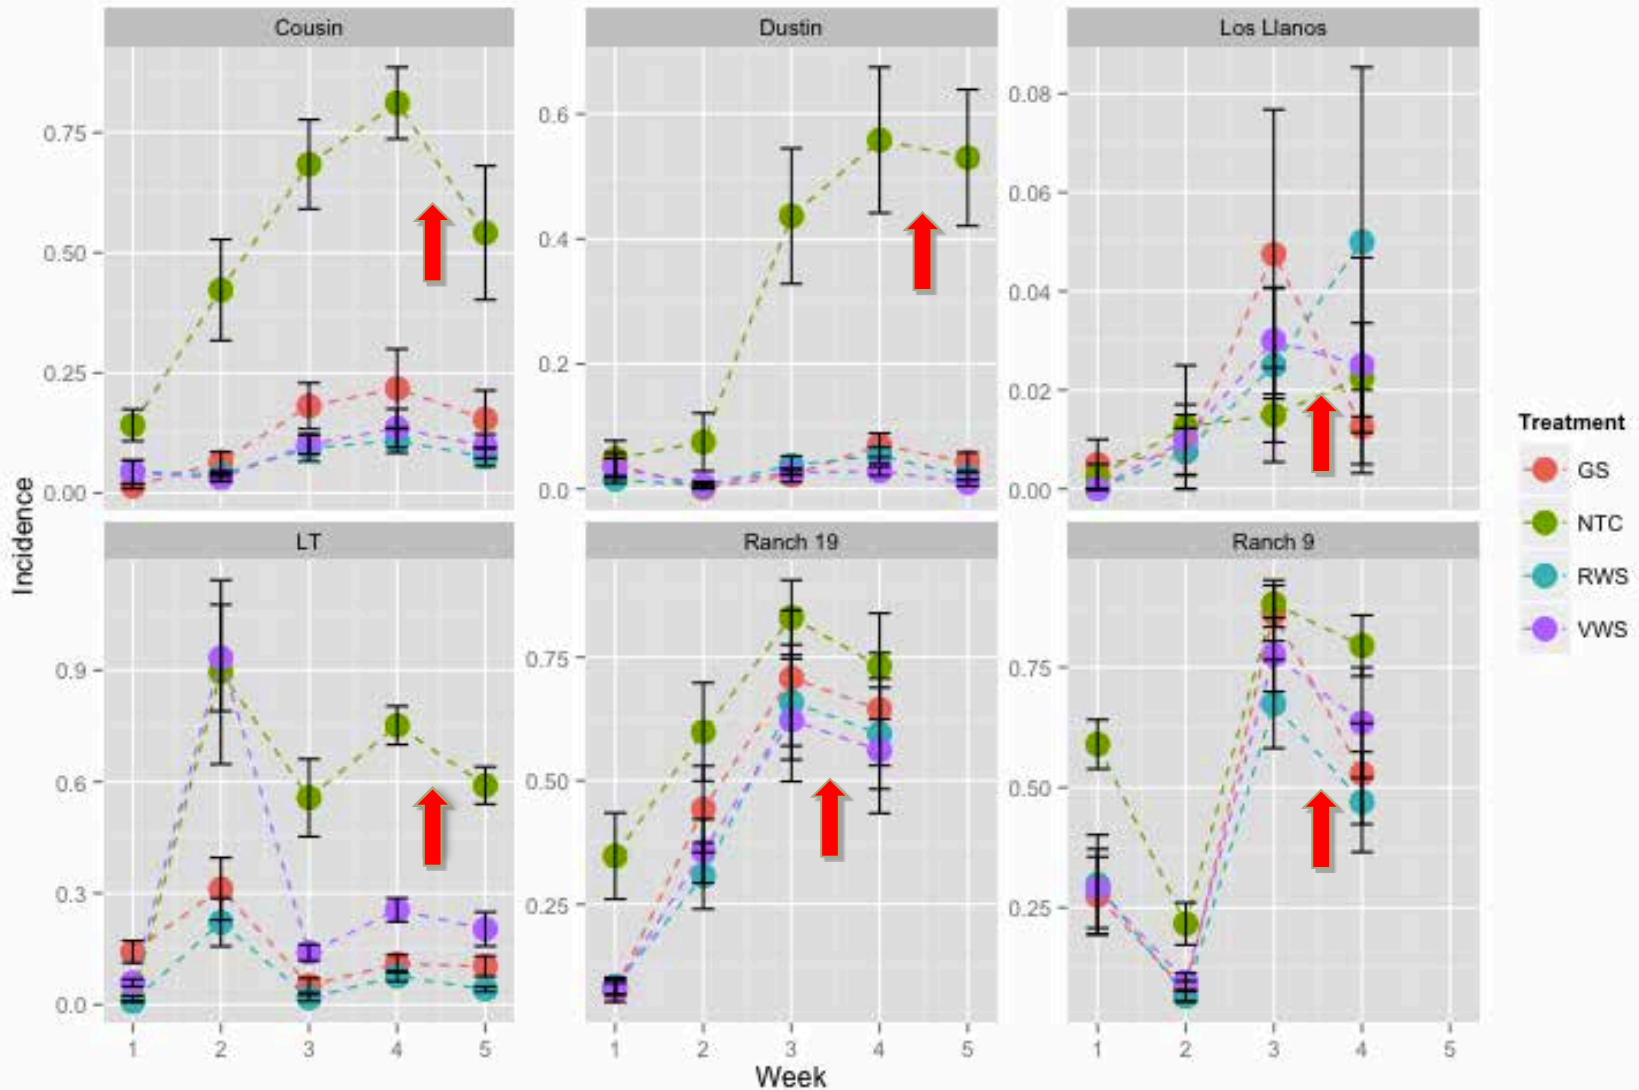 Cousin
Dustin
Los Llanos
0.75
0.50
0.25
0.00
0.6
0.4
0.2
0.0
0.08
0.06
0.04
0.02
0.00
LT
Ranch 19
Ranch 9
0.9
0.6
0.3
0.0
0.75
0.50
0.25
0.75
0.50
0.25
1 2 3 4 5
1 2 3 4 5
1 2 3 4 5
Incidence
Week
Treatment
GS
NTC
RWS
VWS